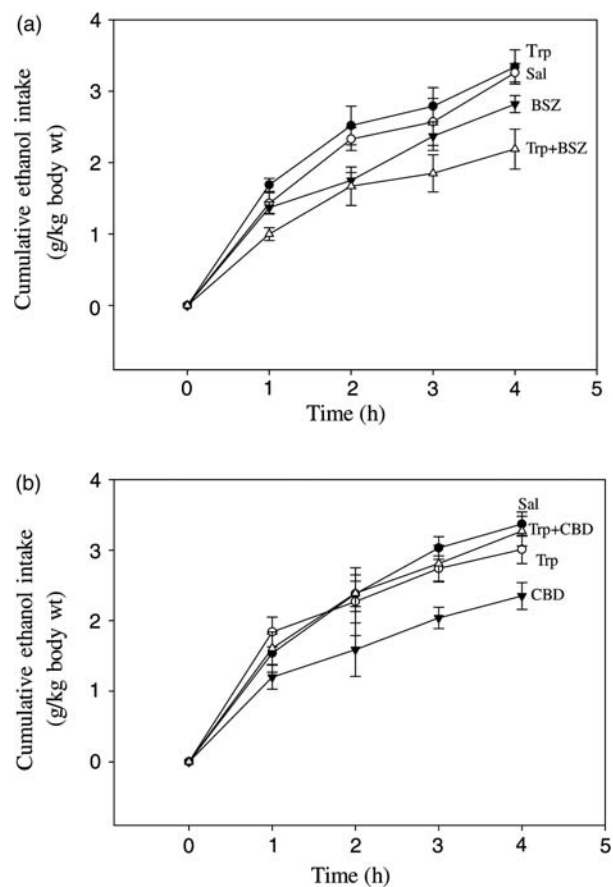 (a)
4
3
2
1
0
Cumulative ethanol intake
(g/kg body wt)
Trp
Sal
BSZ
Trp+BSZ
0 1 2 3 4 5
Time (h)
(b)
4
3
2
1
0
Cumulative ethanol intake
(g/kg body wt)
Sal
Trp+CBD
Trp
CBD
0 1 2 3 4 5
Time (h)